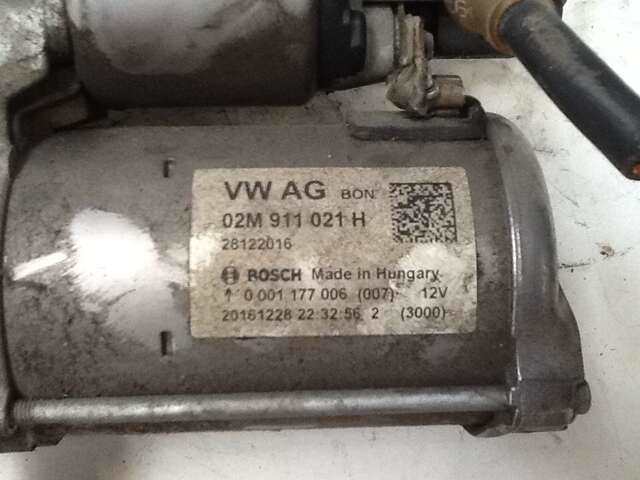 VW AG BON
02M 911 021 H
28122016
BOSCH Made in Hungary
↑ 0 001 177 006 (007) 12V
20161228 22:32:56 2 (3000)